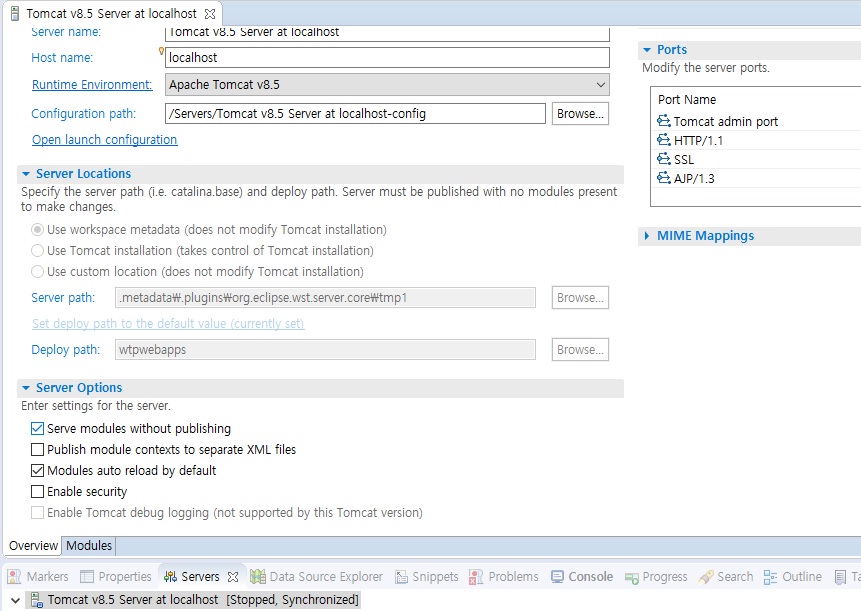 Tomcat v8.5 Server at localhost
Server name: Tomcat v8.5 Server at localhost
Host name: localhost
Runtime Environment: Apache Tomcat v8.5
Configuration path: /Servers/Tomcat v8.5 Server at localhost-config Browse...
Open launch configuration
Server Locations
Specify the server path (i.e. catalina.base) and deploy path. Server must be published with no modules present
to make changes.
Use workspace metadata (does not modify Tomcat installation)
Use Tomcat installation (takes control of Tomcat installation)
Use custom location (does not modify Tomcat installation)
Server path: .metadata₩.plugins₩org.eclipse.wst.server.core₩tmp1 Browse...
Set deploy path to the default value (currently set)
Deploy path: wtpwebapps Browse...
Server Options
Enter settings for the server.
Serve modules without publishing
Publish module contexts to separate XML files
Modules auto reload by default
Enable security
Enable Tomcat debug logging (not supported by this Tomcat version)
Ports
Modify the server ports.
Port Name
Tomcat admin port
HTTP/1.1
SSL
AJP/1.3
MIME Mappings
Overview Modules
Markers Properties Servers Data Source Explorer Snippets Problems Console Progress Search Outline Ta
Tomcat v8.5 Server at localhost [Stopped, Synchronized]